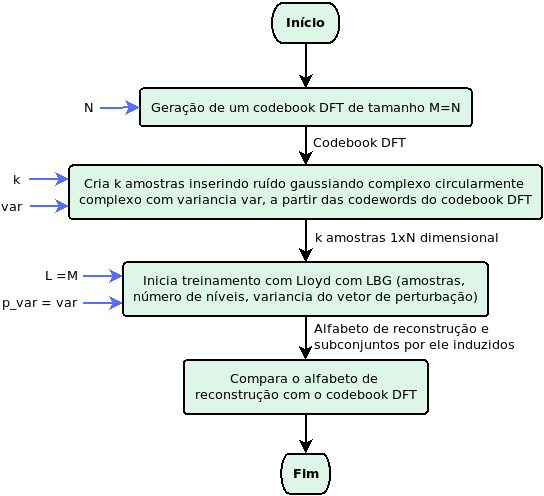 Início
N
Geração de um codebook DFT de tamanho M=N
Codebook DFT
k
var
Cria k amostras inserindo ruído gaussiando complexo circularmente
complexo com variancia var, a partir das codewords do codebook DFT
k amostras 1xN dimensional
L =M
p_var = var
Inicia treinamento com Lloyd com LBG (amostras,
número de níveis, variancia do vetor de perturbação)
Alfabeto de reconstrução e
subconjuntos por ele induzidos
Compara o alfabeto de
reconstrução com o codebook DFT
Fim